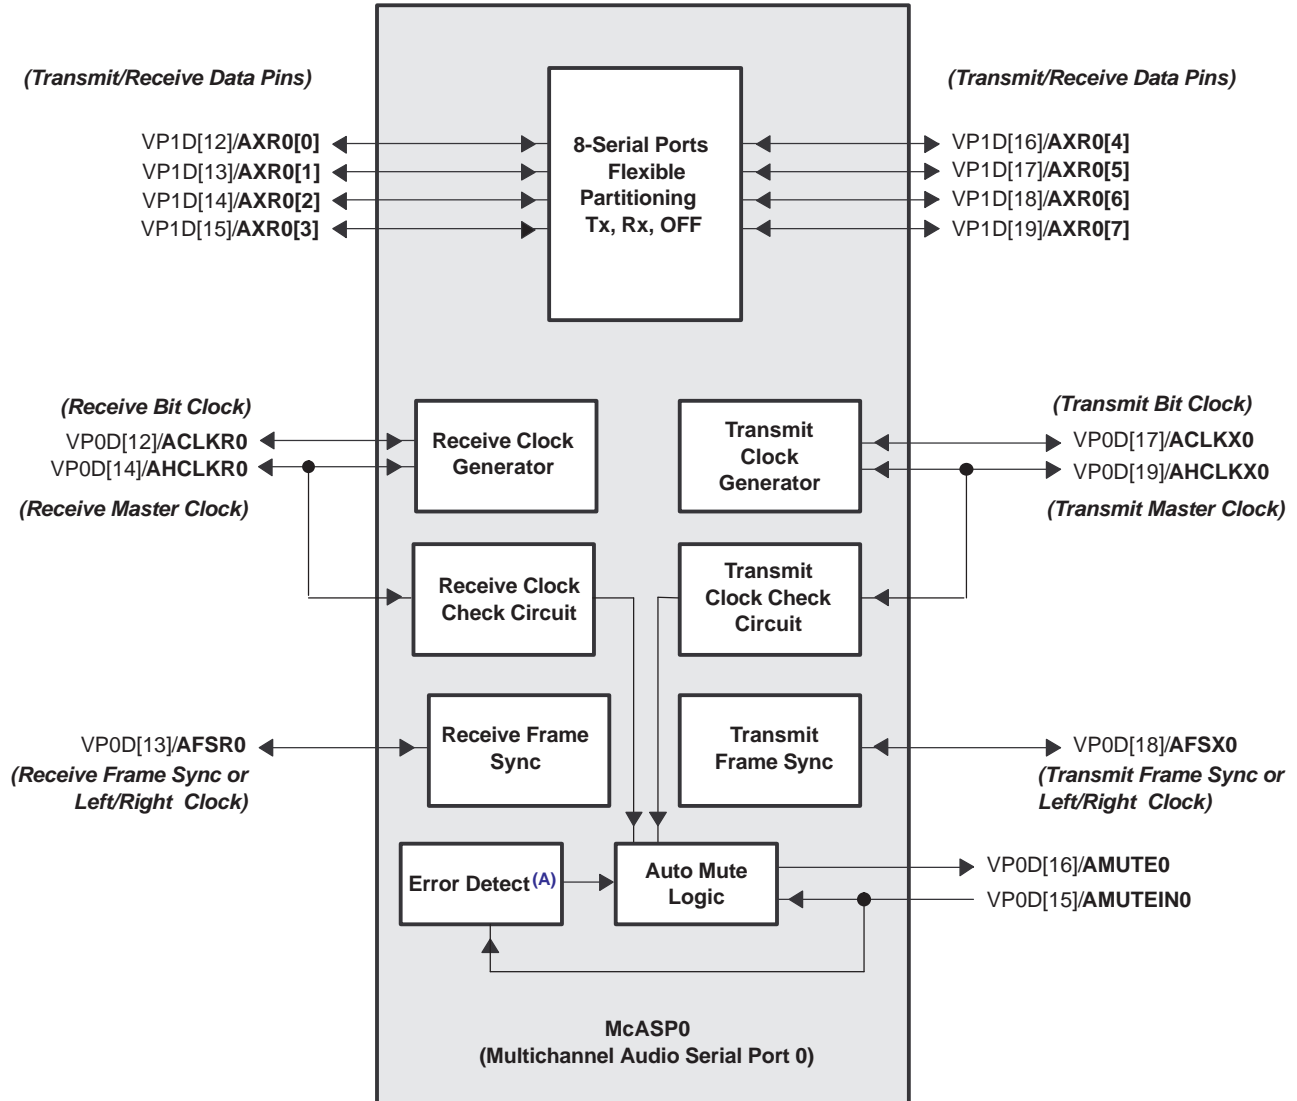 (Transmit/Receive Data Pins)
VP1D[12]/AXR0[0]
VP1D[13]/AXR0[1]
VP1D[14]/AXR0[2]
VP1D[15]/AXR0[3]
8-Serial Ports
Flexible
Partitioning
Tx, Rx, OFF
(Transmit/Receive Data Pins)
VP1D[16]/AXR0[4]
VP1D[17]/AXR0[5]
VP1D[18]/AXR0[6]
VP1D[19]/AXR0[7]
(Receive Bit Clock)
VP0D[12]/ACLKR0
VP0D[14]/AHCLKR0
(Receive Master Clock)
Receive Clock
Generator
Transmit
Clock
Generator
(Transmit Bit Clock)
VP0D[17]/ACLKX0
VP0D[19]/AHCLKX0
(Transmit Master Clock)
Receive Clock
Check Circuit
Transmit
Clock Check
Circuit
VP0D[13]/AFSR0
(Receive Frame Sync or
Left/Right Clock)
Receive Frame
Sync
Transmit
Frame Sync
VP0D[18]/AFSX0
(Transmit Frame Sync or
Left/Right Clock)
Error Detect(A)
Auto Mute
Logic
VP0D[16]/AMUTE0
VP0D[15]/AMUTEIN0
McASP0
(Multichannel Audio Serial Port 0)